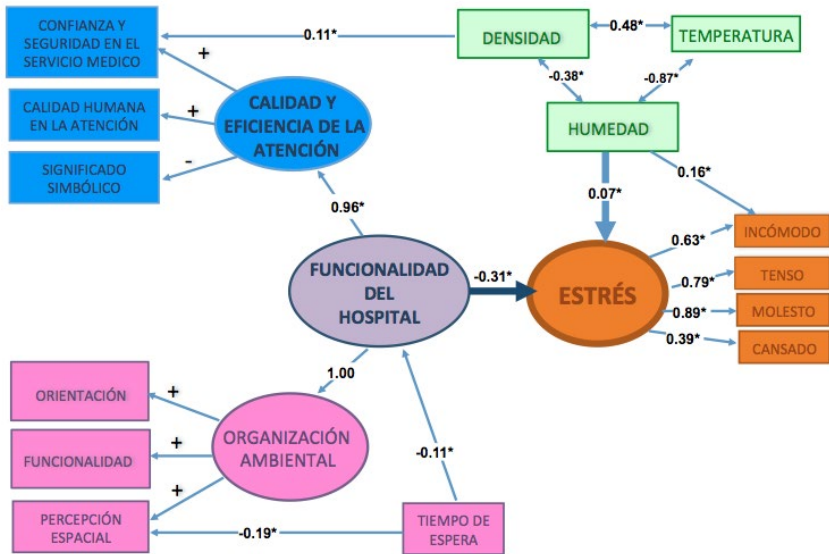 CONFIANZA Y
SEGURIDAD EN EL
SERVICIO MEDICO
0.11*
DENSIDAD
0.48*
TEMPERATURA
+
-0.38*
-0.87*
CALIDAD HUMANA
EN LA ATENCIÓN
+
CALIDAD Y
EFICIENCIA DE LA
ATENCIÓN
HUMEDAD
SIGNIFICADO
SIMBÓLICO
-
0.96*
0.07*
0.16*
FUNCIONALIDAD
DEL
HOSPITAL
-0.31*
ESTRÉS
0.63*
INCÓMODO
0.79*
TENSO
0.89*
MOLESTO
0.39*
CANSADO
1.00
ORIENTACIÓN
+
FUNCIONALIDAD
+
ORGANIZACIÓN
AMBIENTAL
-0.11*
PERCEPCIÓN
ESPACIAL
+
-0.19*
TIEMPO DE
ESPERA